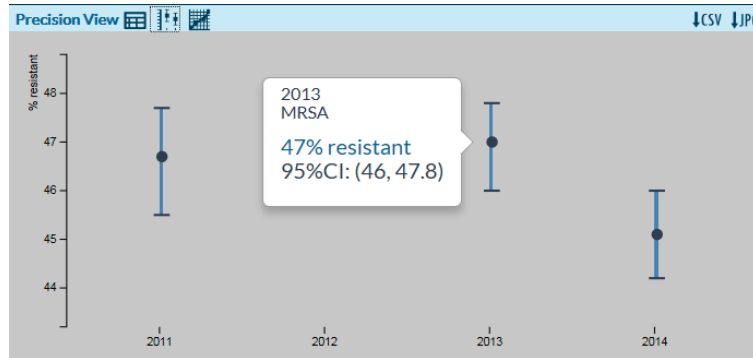 Precision View
CSV JPG
% resistant
48
47
46
45
44
2013
MRSA
47% resistant
95%CI: (46, 47.8)
2011
2012
2013
2014